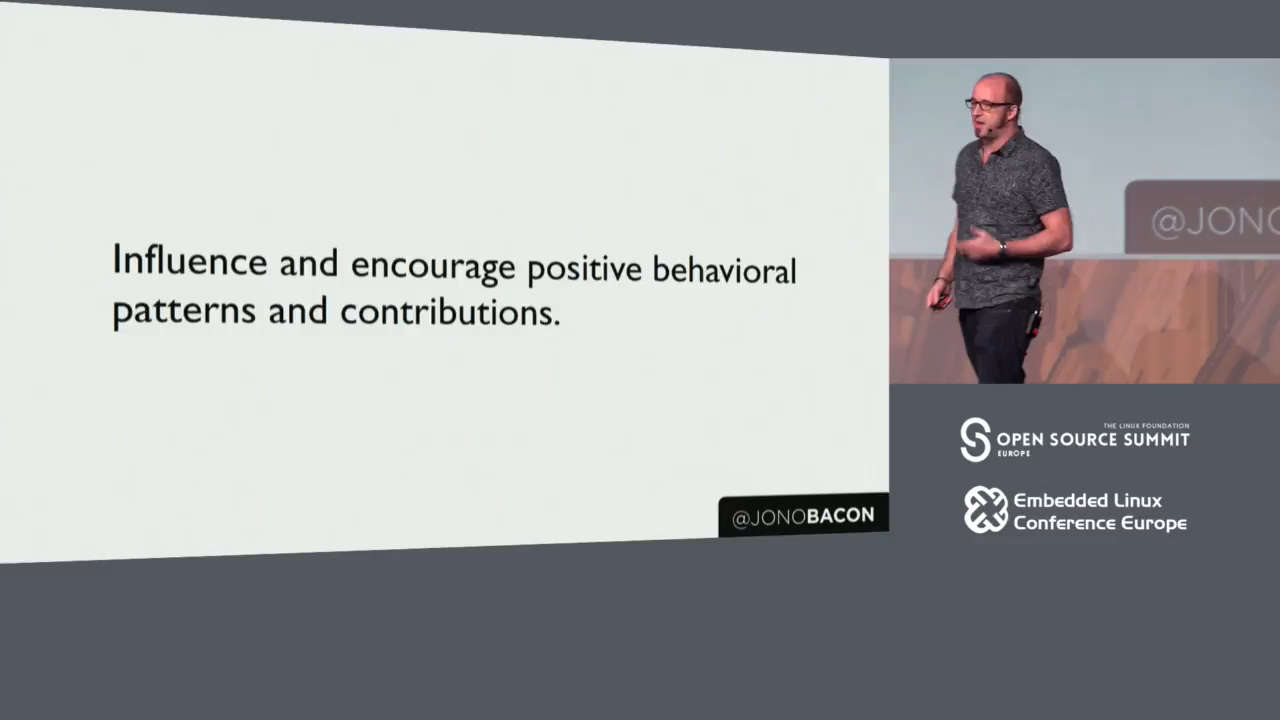 Influence and encourage positive behavioral
patterns and contributions.
@JONOBACON
@JONO
THE LINUX FOUNDATION
OPEN SOURCE SUMMIT
EUROPE
Embedded Linux
Conference Europe